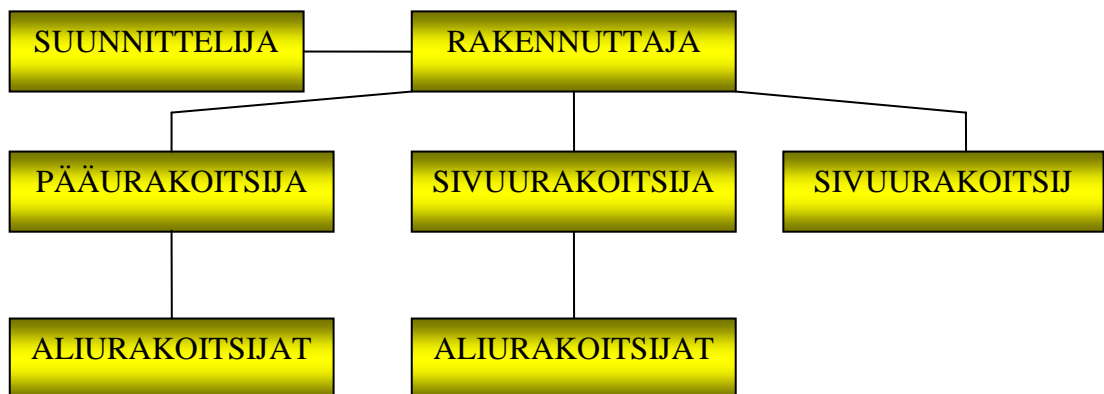 SUUNNITTELIJA
RAKENNUTTAJA
PÄÄURAKOITSIJA
SIVUURAKOITSIJA
SIVUURAKOITSIJ
ALIURAKOITSIJAT
ALIURAKOITSIJAT